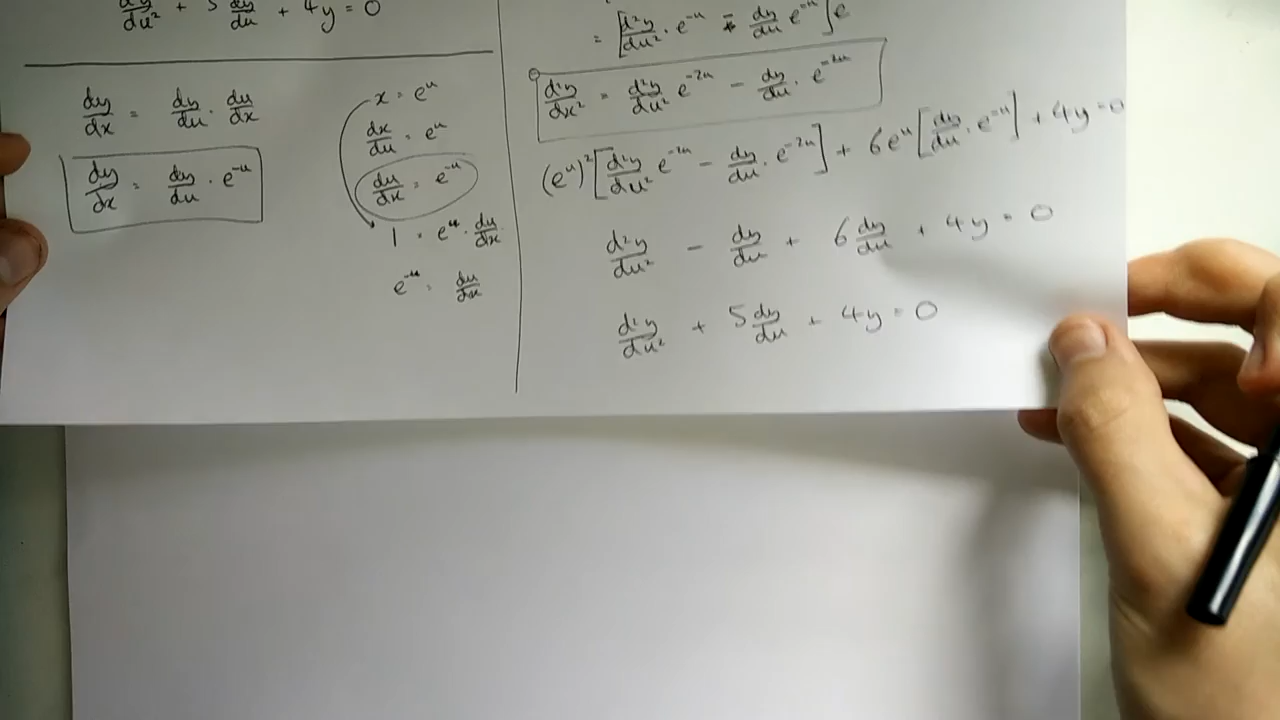 d²y/du² + 5 dy/du + 4y = 0
dy/dx = dy/du · du/dx
dy/dx = dy/du · e^-u
x = e^u
dx/du = e^u
du/dx = e^-u
1 = e^u · du/dx
e^-u = du/dx
= [d²y/du² · e^-u - dy/du e^-u] e
d²y/dx² = d²y/du² e^-2u - dy/du · e^-2u
(e^u)² [d²y/du² e^-2u - dy/du · e^-2u] + 6e^u [dy/du · e^-u] + 4y = 0
d²y/du² - dy/du + 6 dy/du + 4y = 0
d²y/du² + 5 dy/du + 4y = 0